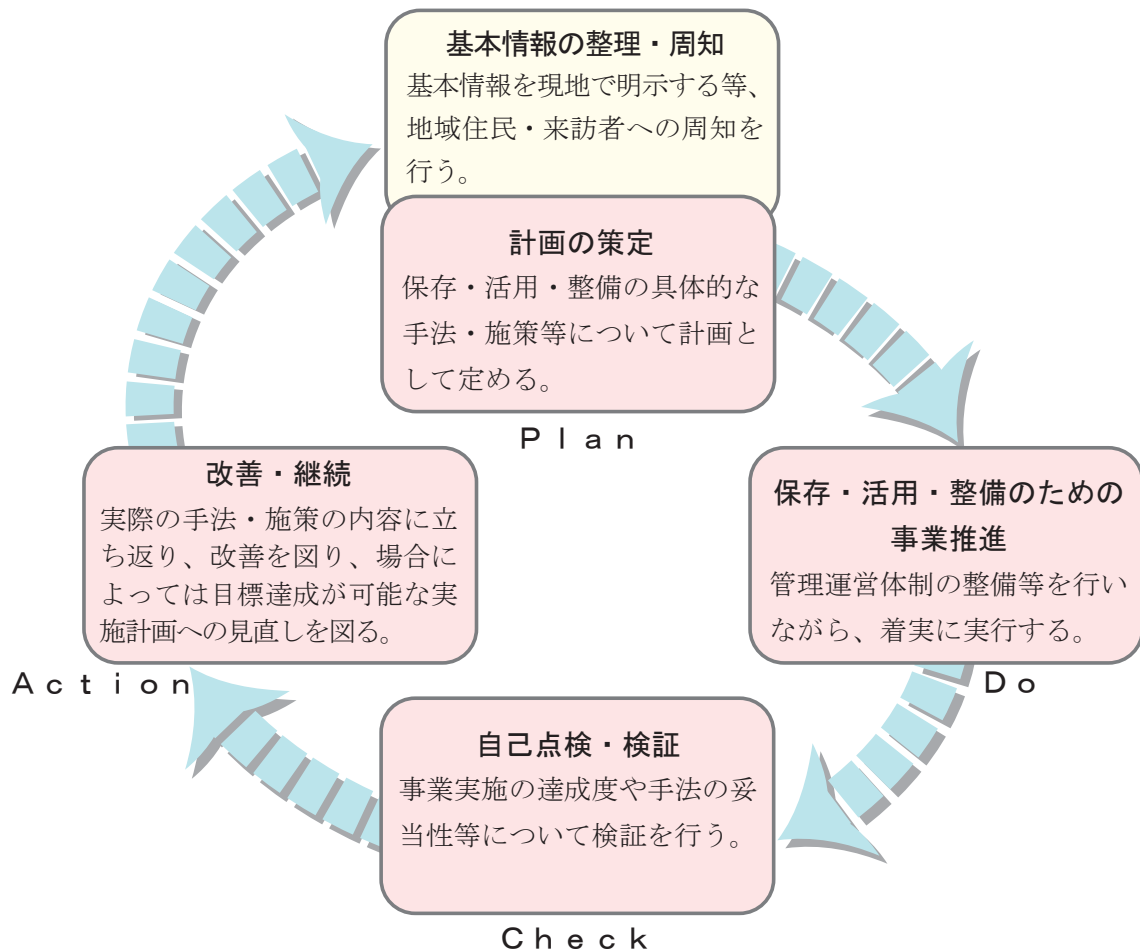 基本情報の整理・周知
基本情報を現地で明示する等、
地域住民・来訪者への周知を
行う。
計画の策定
保存・活用・整備の具体的な
手法・施策等について計画と
して定める。
Plan
保存・活用・整備のための
事業推進
管理運営体制の整備等を行い
ながら、着実に実行する。
Do
自己点検・検証
事業実施の達成度や手法の妥
当性等について検証を行う。
Check
改善・継続
実際の手法・施策の内容に立
ち返り、改善を図り、場合に
よっては目標達成が可能な実
施計画への見直しを図る。
Action